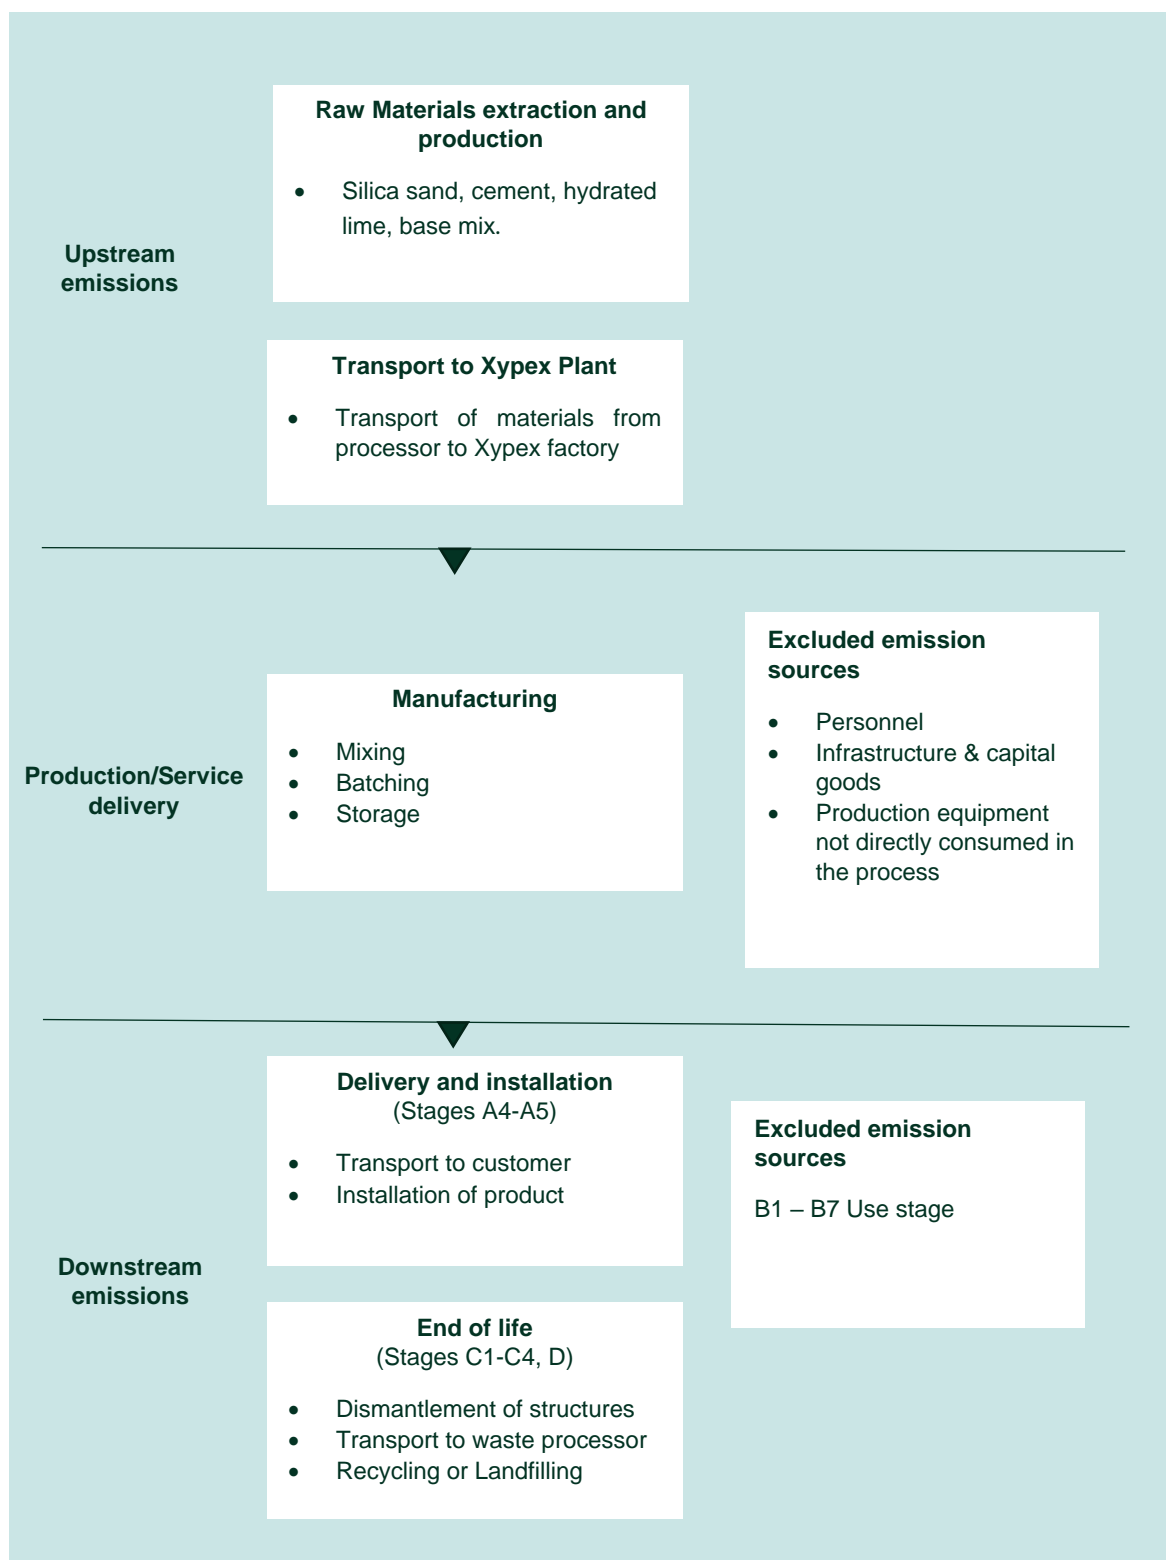 Raw Materials extraction and
production
• Silica sand, cement, hydrated
lime, base mix.
Upstream
emissions
Transport to Xypex Plant
• Transport of materials from
processor to Xypex factory
Excluded emission
sources
• Personnel
• Infrastructure & capital
goods
• Production equipment
not directly consumed in
the process
Manufacturing
• Mixing
• Batching
• Storage
Production/Service
delivery
Delivery and installation
(Stages A4-A5)
• Transport to customer
• Installation of product
Excluded emission
sources
B1 – B7 Use stage
Downstream
emissions
End of life
(Stages C1-C4, D)
• Dismantlement of structures
• Transport to waste processor
• Recycling or Landfilling